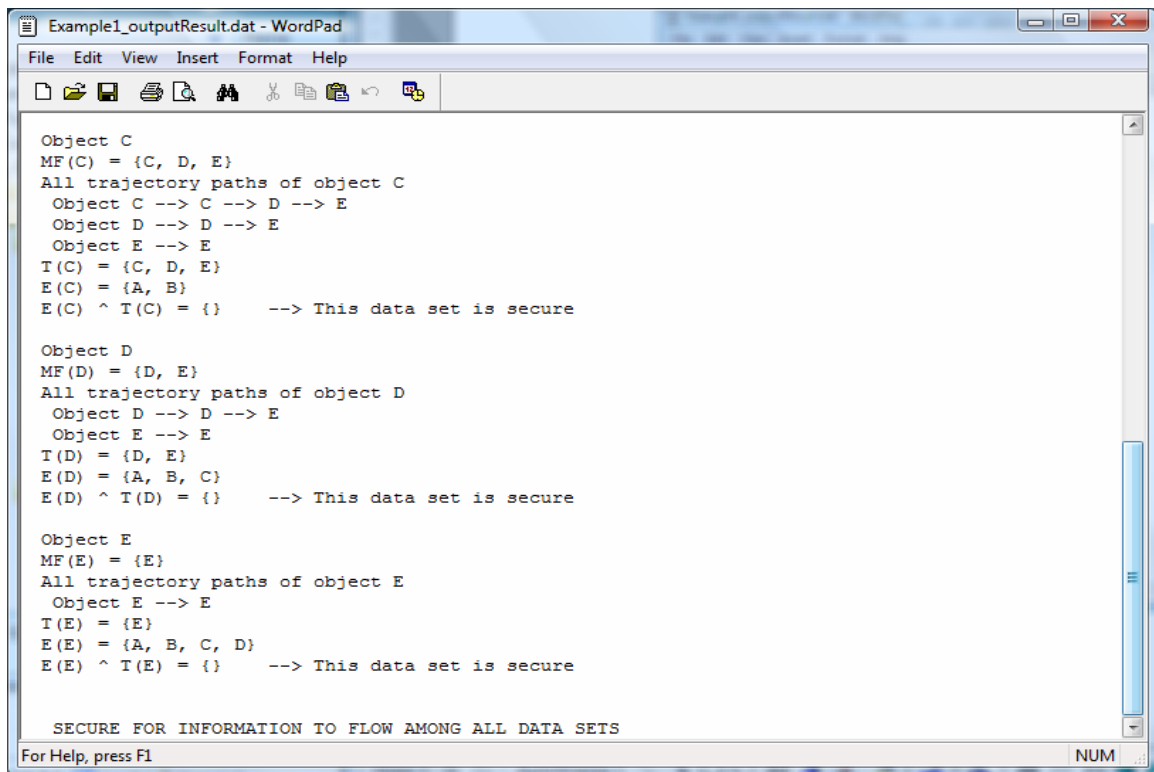 Example1_outputResult.dat - WordPad
File Edit View Insert Format Help
Object C
MF(C) = {C, D, E}
All trajectory paths of object C
Object C --> C --> D --> E
Object D --> D --> E
Object E --> E
T(C) = {C, D, E}
E(C) = {A, B}
E(C) ^ T(C) = {} --> This data set is secure
Object D
MF(D) = {D, E}
All trajectory paths of object D
Object D --> D --> E
Object E --> E
T(D) = {D, E}
E(D) = {A, B, C}
E(D) ^ T(D) = {} --> This data set is secure
Object E
MF(E) = {E}
All trajectory paths of object E
Object E --> E
T(E) = {E}
E(E) = {A, B, C, D}
E(E) ^ T(E) = {} --> This data set is secure
SECURE FOR INFORMATION TO FLOW AMONG ALL DATA SETS
For Help, press F1 NUM